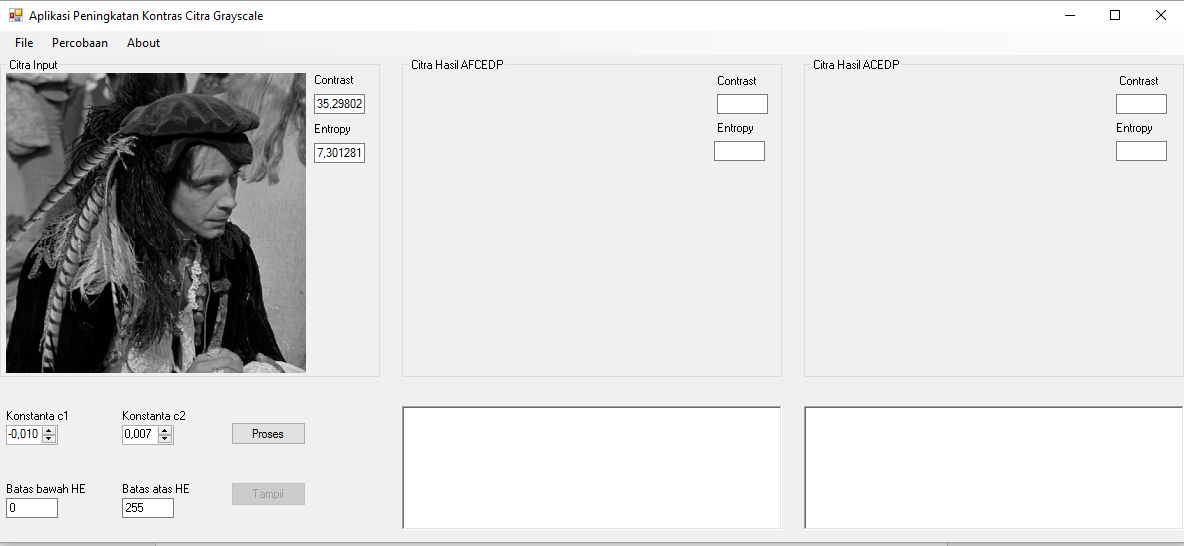 Aplikasi Peningkatan Kontras Citra Grayscale
File Percobaan About
Citra Input
Contrast
35,29802
Entropy
7,301281
Citra Hasil AFCEDP
Contrast
Entropy
Citra Hasil ACEDP
Contrast
Entropy
Konstanta c1 Konstanta c2
-0,010 0,007 Proses
Batas bawah HE Batas atas HE
0 255 Tampil